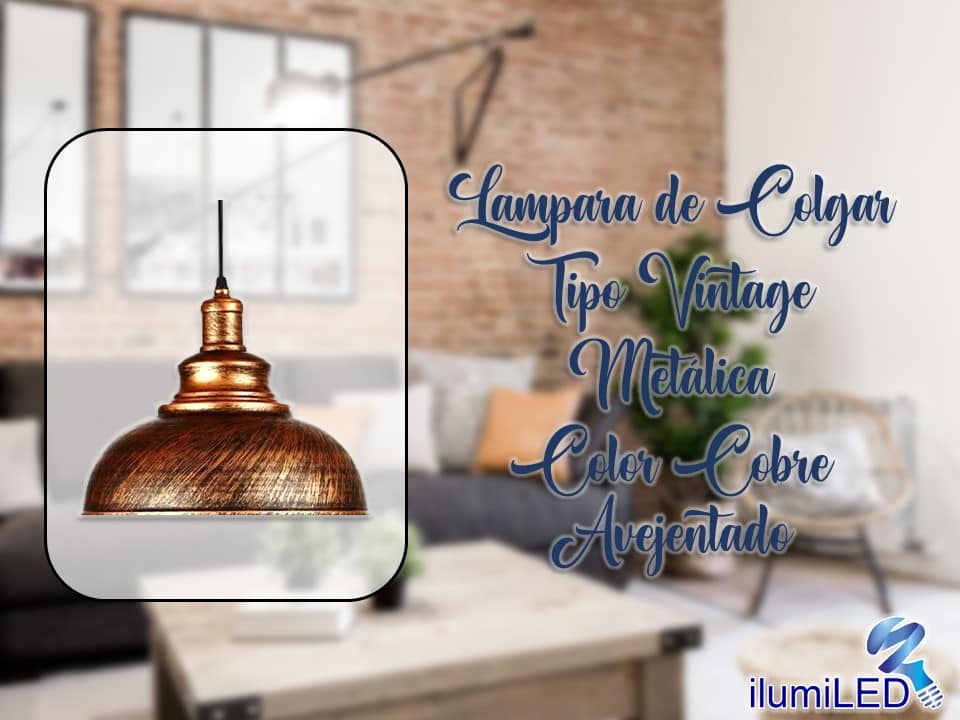 Lampara de Colgar
Tipo Vintage
Metálica
Color Cobre
Avejentado
ilumiLED